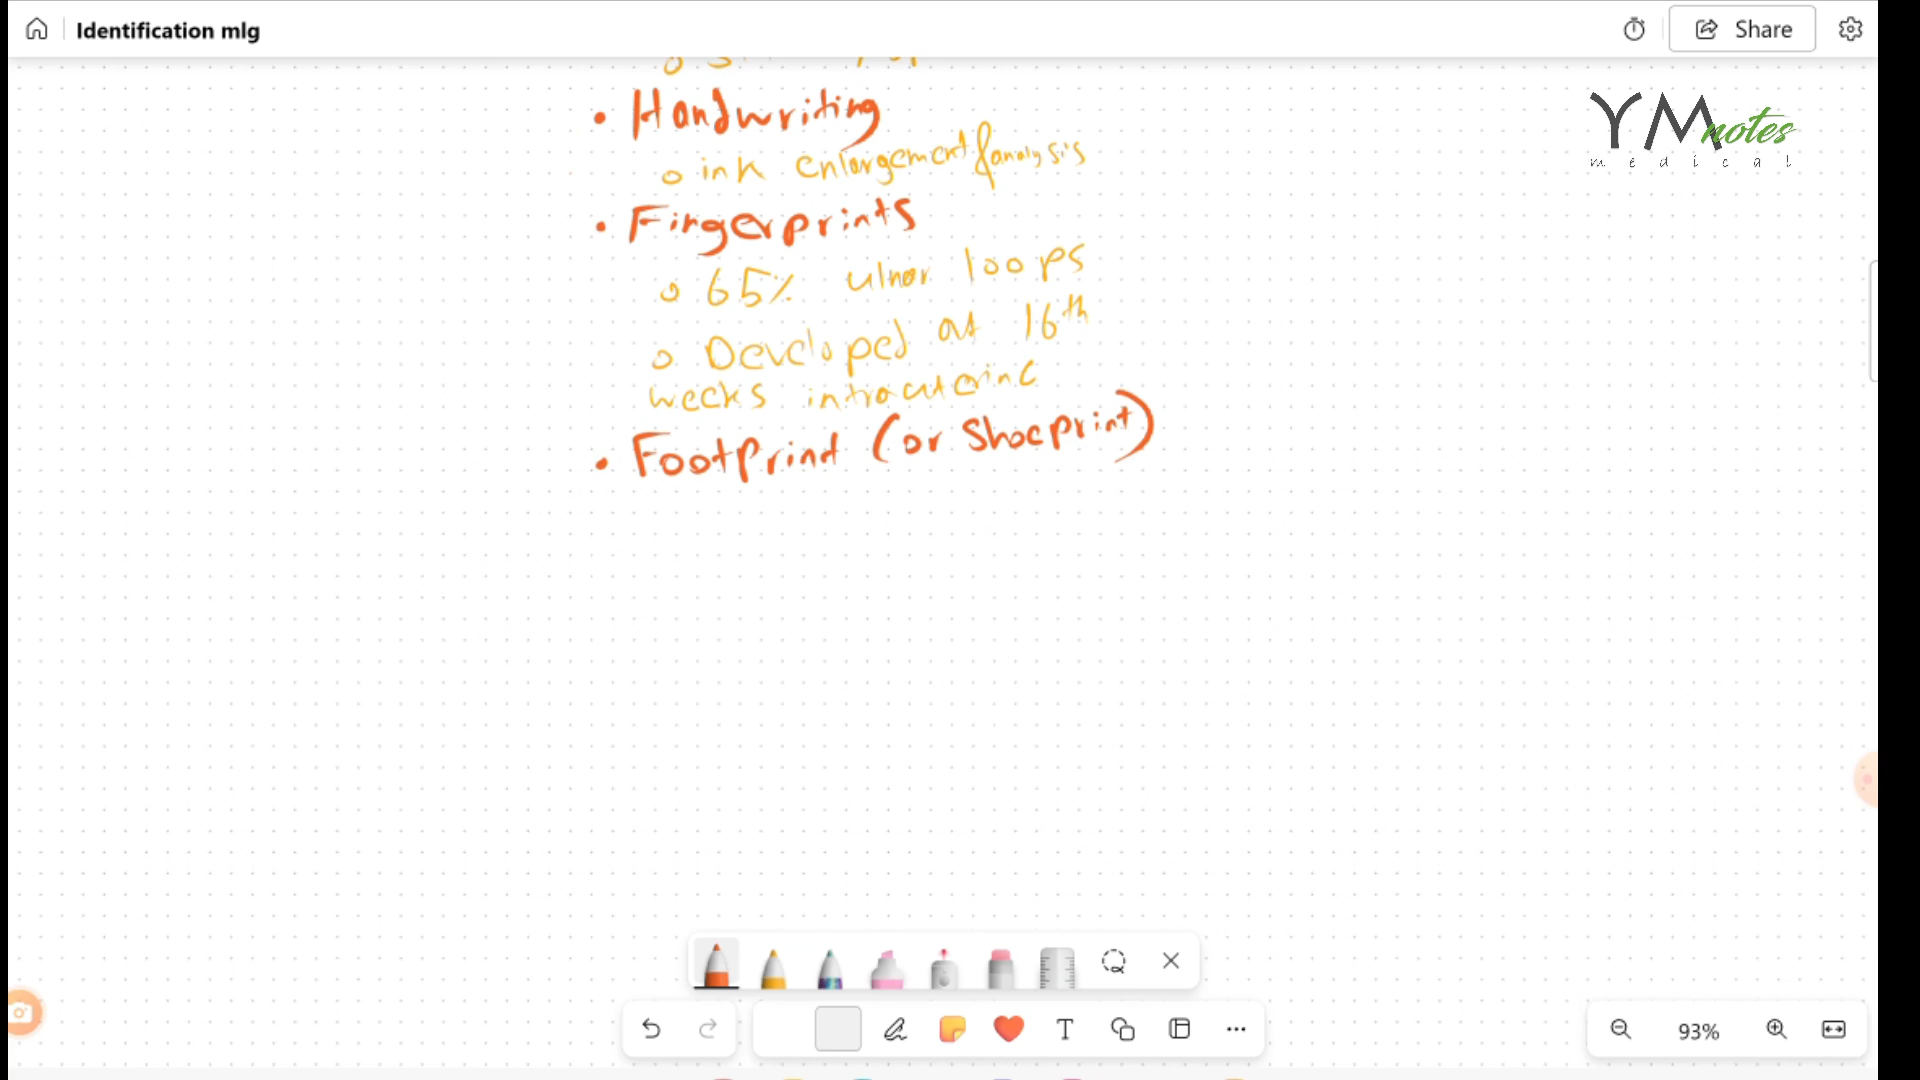 Identification mlg
Share
YM notes
medical
• Handwriting
o ink enlargement & analysis
• Fingerprints
o 65% ulnar loops
o Developed at 16th
weeks intrauterine
• Footprint (or Shoeprint)
T
93%